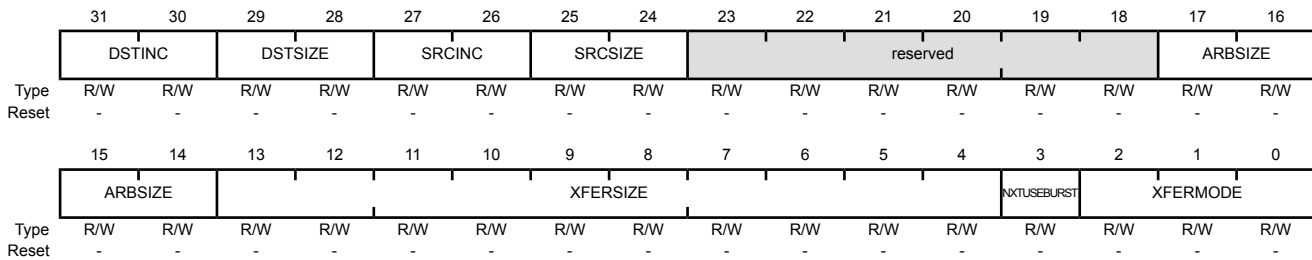 31 30 29 28 27 26 25 24 23 22 21 20 19 18 17 16
DSTINC DSTSIZE SRCINC SRCSIZE reserved ARBSIZE
Type R/W R/W R/W R/W R/W R/W R/W R/W R/W R/W R/W R/W R/W R/W R/W R/W
Reset - - - - - - - - - - - - - - - -
15 14 13 12 11 10 9 8 7 6 5 4 3 2 1 0
ARBSIZE XFERSIZE NXTUSEBURST XFERMODE
Type R/W R/W R/W R/W R/W R/W R/W R/W R/W R/W R/W R/W R/W R/W R/W R/W
Reset - - - - - - - - - - - - - - - -